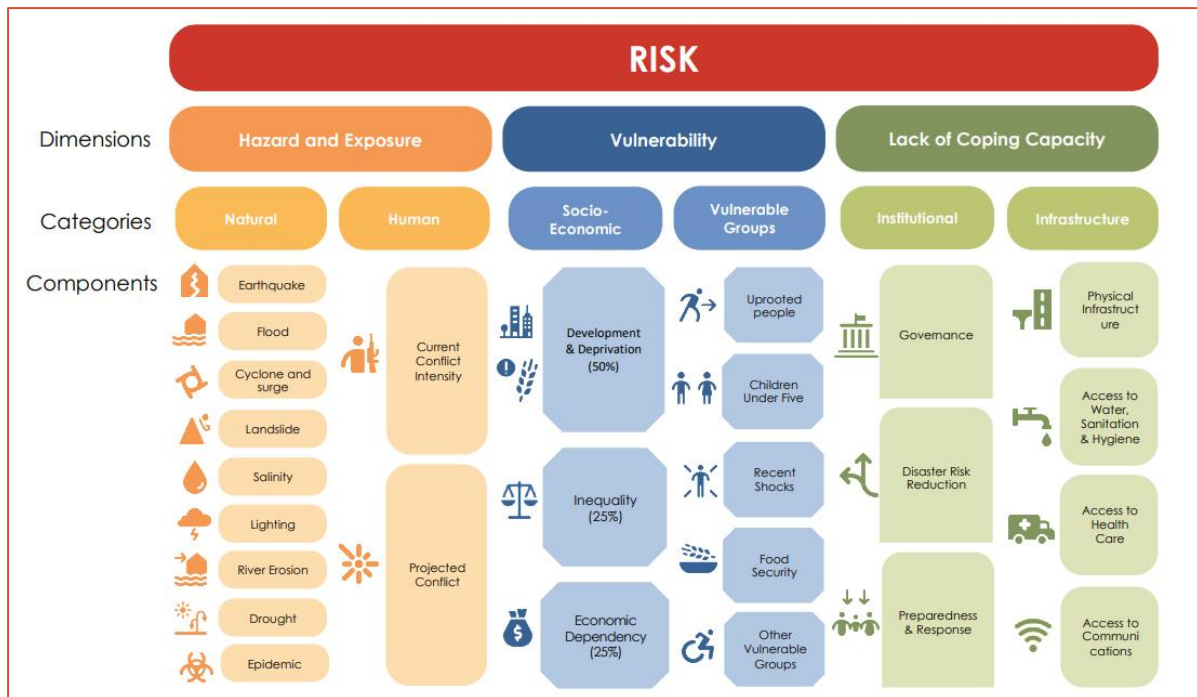 RISK
Dimensions
Hazard and Exposure
Vulnerability
Lack of Coping Capacity
Categories
Natural
Human
Socio-
Economic
Vulnerable
Groups
Institutional
Infrastructure
Components
Earthquake
Flood
Cyclone and
surge
Landslide
Salinity
Lighting
River Erosion
Drought
Epidemic
Current
Conflict
Intensity
Projected
Conflict
Development
& Deprivation
(50%)
Inequality
(25%)
Economic
Dependency
(25%)
$
Uprooted
people
Children
Under Five
Recent
Shocks
Food
Security
Other
Vulnerable
Groups
Governance
Disaster Risk
Reduction
Preparedness
& Response
Physical
Infrastruct
ure
Access to
Water,
Sanitation
& Hygiene
Access to
Health
Care
Access to
Communi
cations